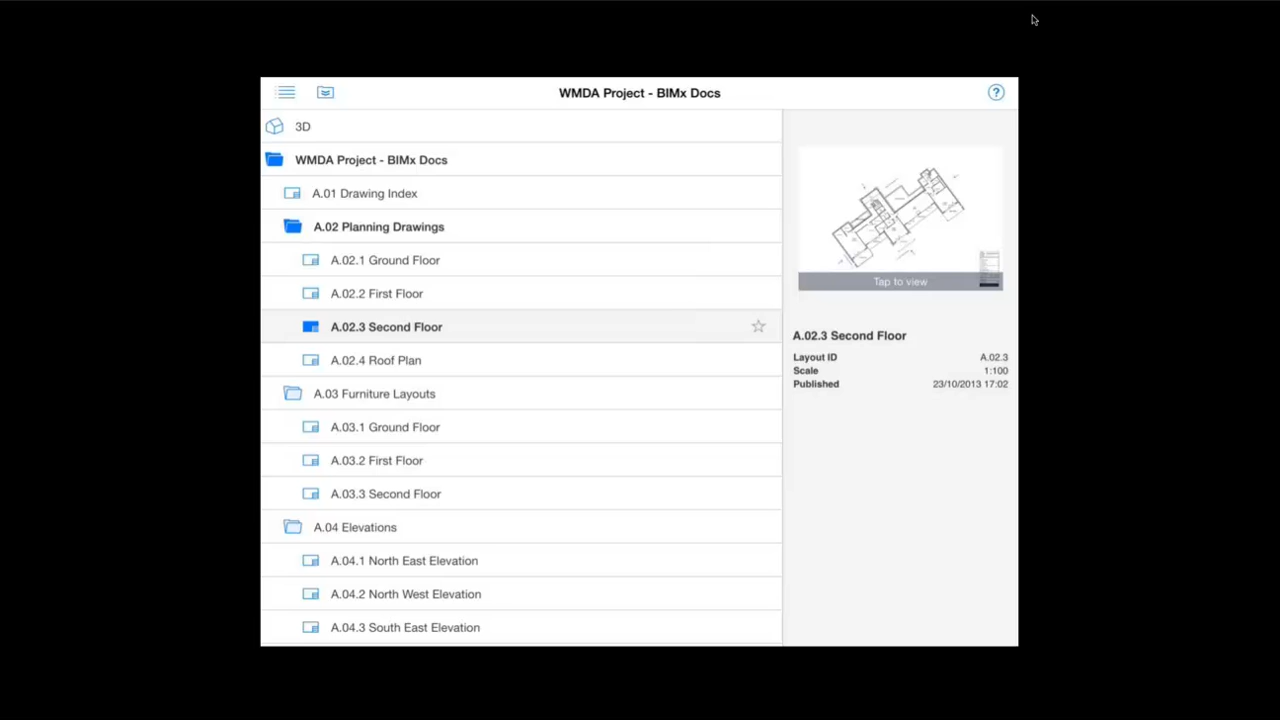 WMDA Project - BIMx Docs
3D
WMDA Project - BIMx Docs
A.01 Drawing Index
A.02 Planning Drawings
A.02.1 Ground Floor
A.02.2 First Floor
A.02.3 Second Floor
A.02.4 Roof Plan
A.03 Furniture Layouts
A.03.1 Ground Floor
A.03.2 First Floor
A.03.3 Second Floor
A.04 Elevations
A.04.1 North East Elevation
A.04.2 North West Elevation
A.04.3 South East Elevation
Tap to view
A.02.3 Second Floor
Layout ID A.02.3
Scale 1:100
Published 23/10/2013 17:02